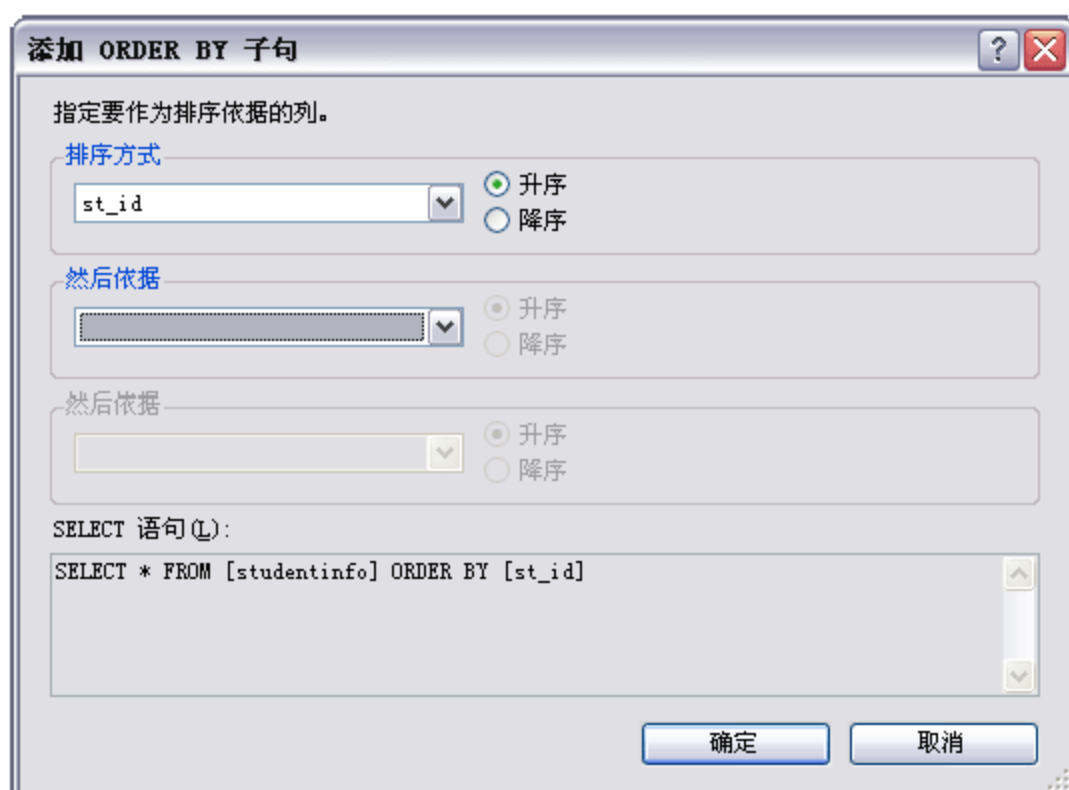 添加 ORDER BY 子句
指定要作为排序依据的列。
排序方式
st_id
升序
降序
然后依据
升序
降序
然后依据
升序
降序
SELECT 语句(L):
SELECT * FROM [studentinfo] ORDER BY [st_id]
确定 取消